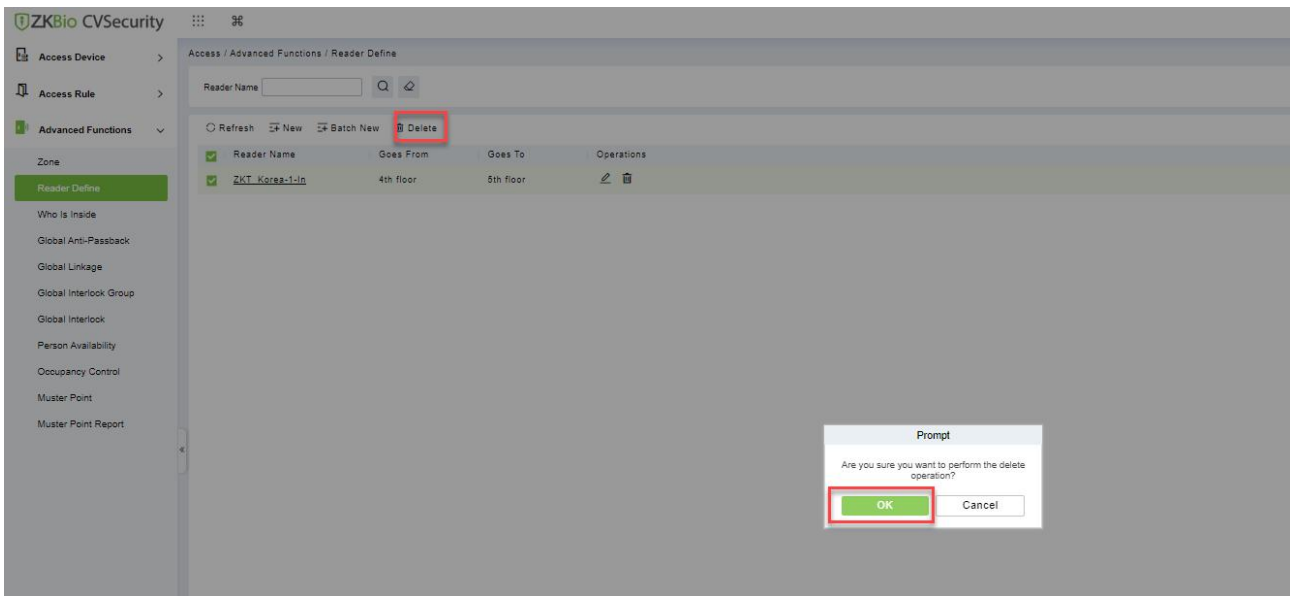 ZKBio CVSecurity
Access Device
Access Rule
Advanced Functions
Zone
Reader Define
Who Is Inside
Global Anti-Passback
Global Linkage
Global Interlock Group
Global Interlock
Person Availability
Occupancy Control
Muster Point
Muster Point Report
Access / Advanced Functions / Reader Define
Reader Name
Refresh New Batch New Delete
Reader Name Goes From Goes To Operations
ZKT_Korea-1-In 4th floor 5th floor
Prompt
Are you sure you want to perform the delete
operation?
OK Cancel